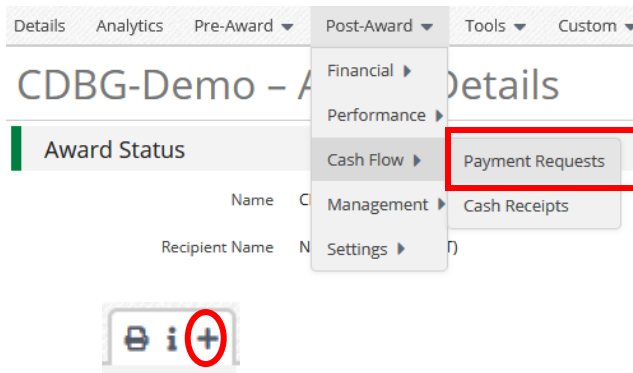 Details Analytics Pre-Award Post-Award Tools Custom
CDBG-Demo – Details
Financial
Performance
Award Status
Cash Flow
Payment Requests
Name
Management
Cash Receipts
Recipient Name
Settings